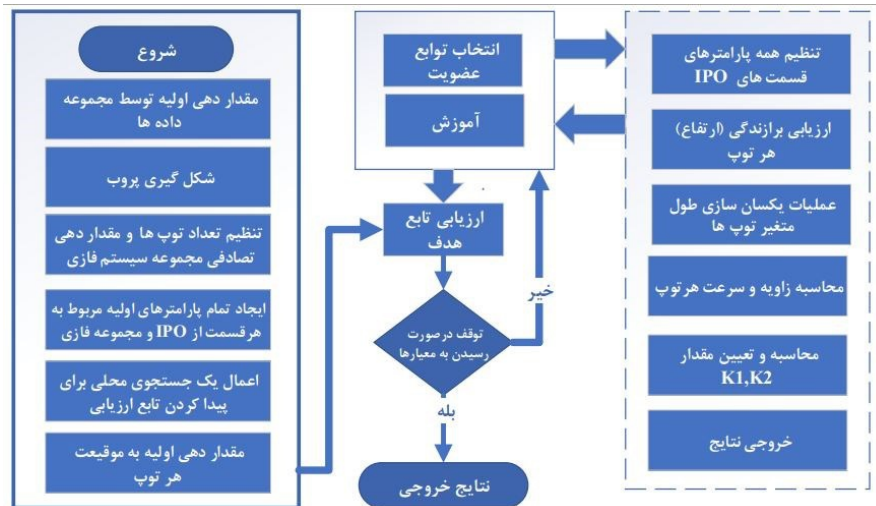 شروع
مقدار دهی اولیه توسط مجموعه
داده ها
شکل گیری پروب
تنظیم تعداد توپ ها و مقدار دهی
تصادفی مجموعه سیستم فازی
ایجاد تمام پارامترهای اولیه مربوط به
هرقسمت از IPO و مجموعه فازی
اعمال یک جستجوی محلی برای
پیدا کردن تابع ارزیابی
مقدار دهی اولیه به موقیعت
هر توپ
انتخاب توابع
عضویت
آموزش
ارزیابی تابع
هدف
توقف درصورت
رسیدن به معیارها
خیر
بله
نتایج خروجی
تنظیم همه پارامترهای
قسمت های IPO
ارزیابی برازندگی (ارتفاع)
هر توپ
عملیات یکسان سازی طول
متغیر توپ ها
محاسبه زاویه و سرعت هرتوپ
محاسبه و تعیین مقدار
K1,K2
خروجی نتایج